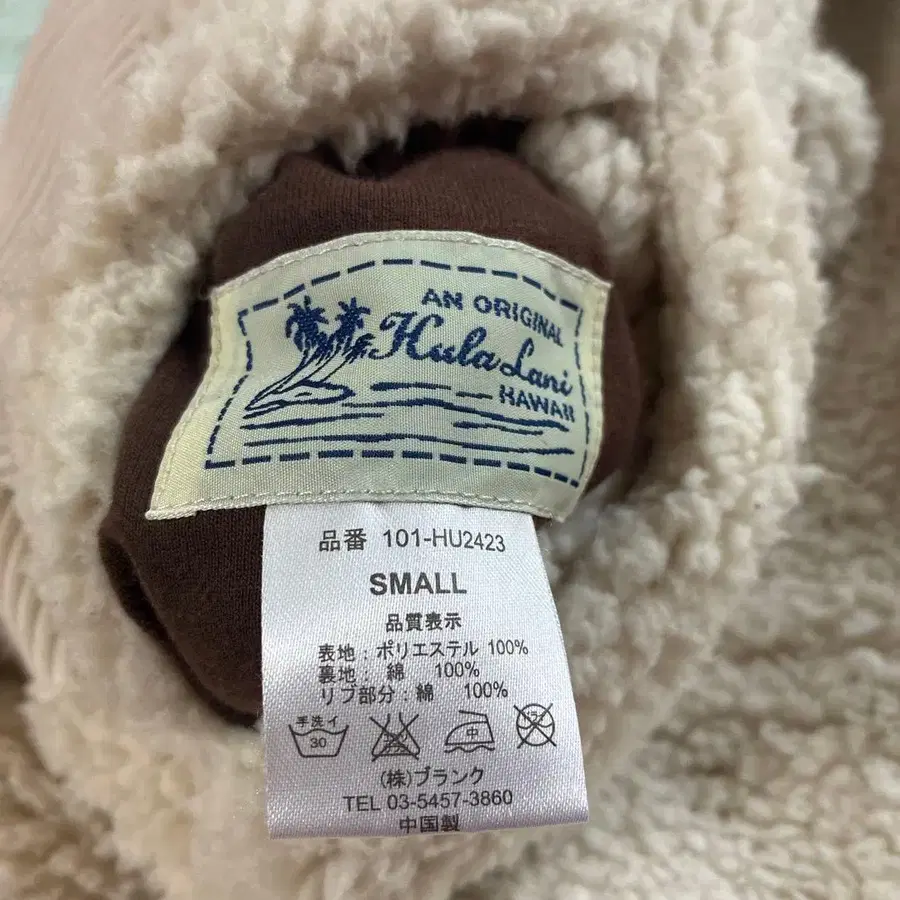 AN ORIGINAL
Hula Lani
HAWAII
品番 101-HU2423
SMALL
品質表示
表地：ポリエステル 100%
裏地：綿 100%
リブ部分：綿 100%
手洗イ
30
中
(株)ブランク
TEL 03-5457-3860
中国製